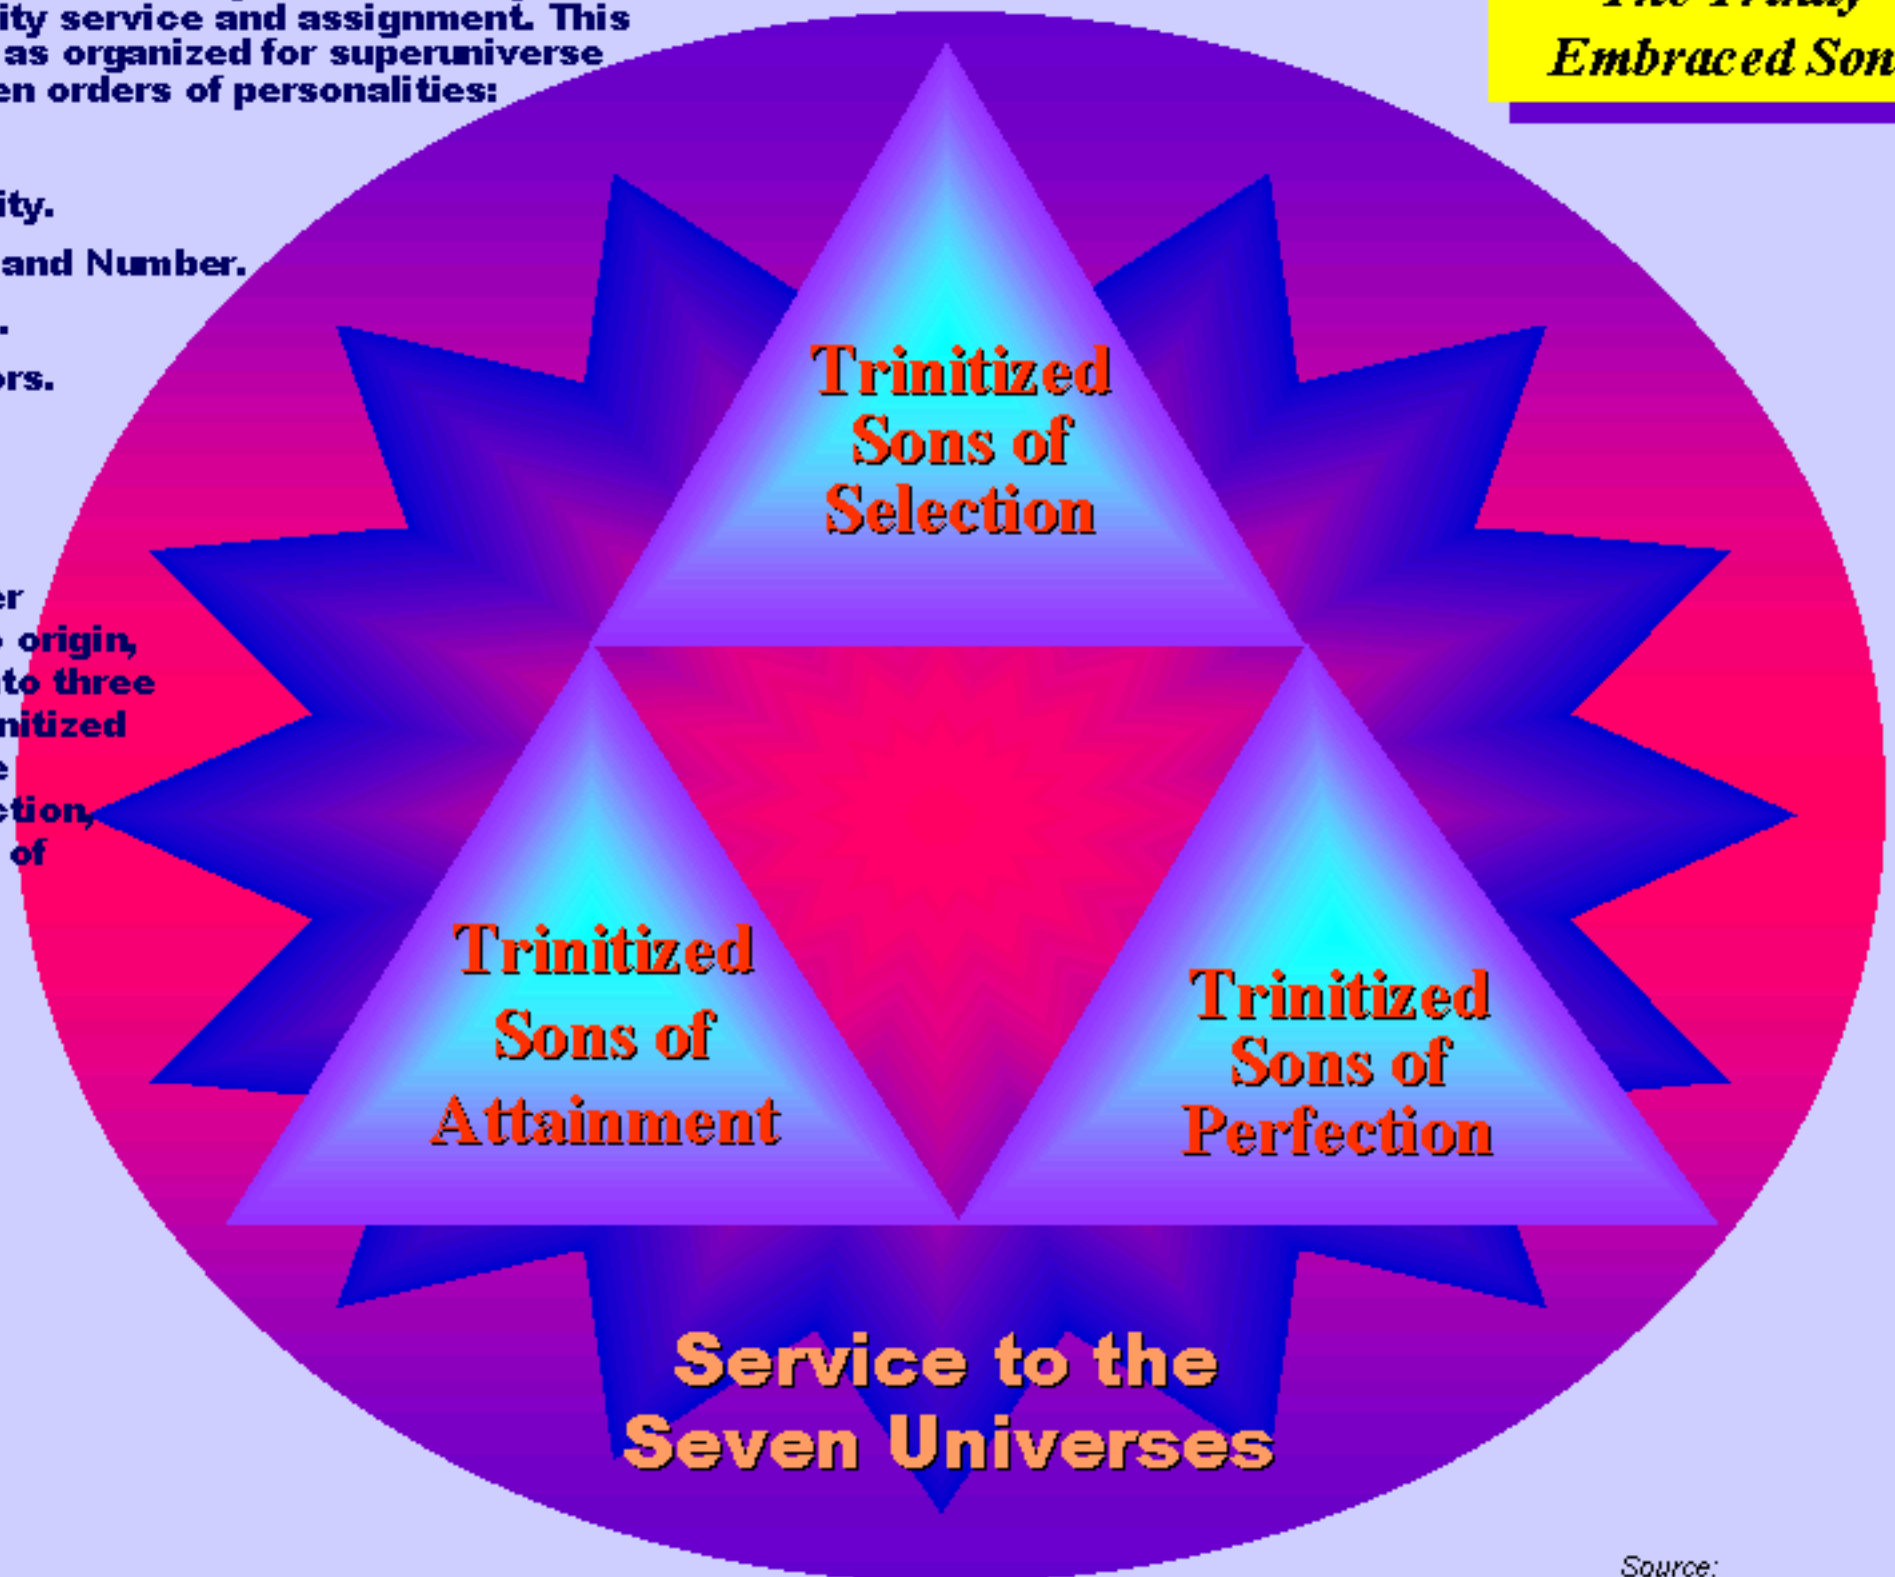 ity service and assignment. This
as organized for superuniverse
en orders of personalities:
Embraced Son
ity.
and Number.
ors.
Trinitized
Sons of
Selection
er
origin,
to three
nitized
e
ction,
of
Trinitized
Sons of
Attainment
Trinitized
Sons of
Perfection
Service to the
Seven Universes
Source: